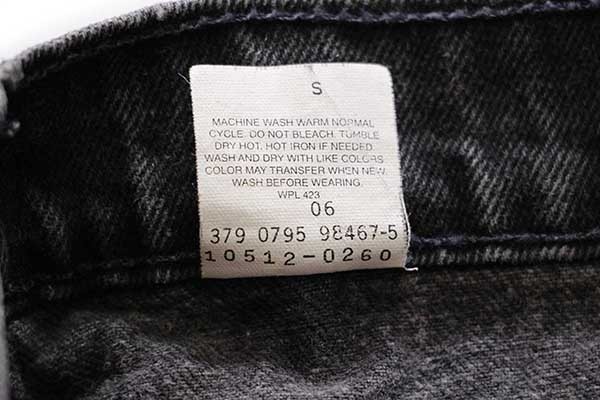 S
MACHINE WASH WARM NORMAL
CYCLE. DO NOT BLEACH. TUMBLE
DRY HOT. HOT IRON IF NEEDED.
WASH AND DRY WITH LIKE COLORS
COLOR MAY TRANSFER WHEN NEW.
WASH BEFORE WEARING.
WPL 423
06
379 0795 98467-5
10512-0260